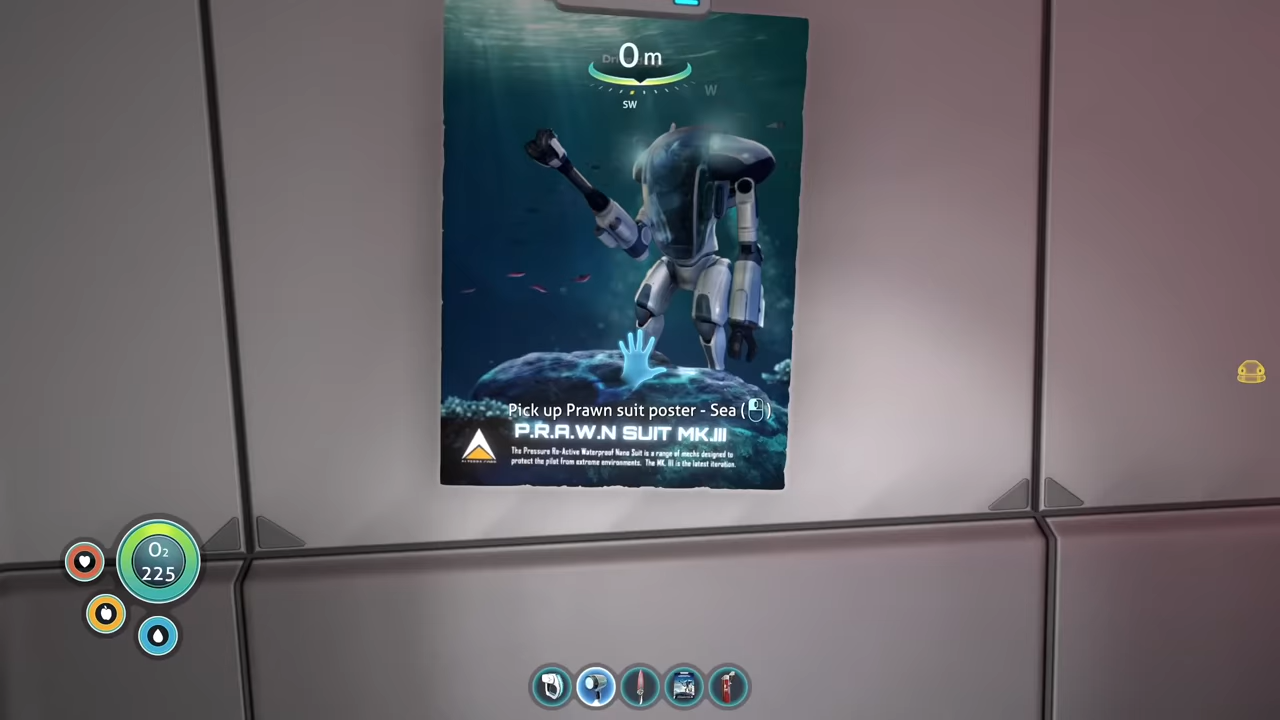 0 m
SW
W
Pick up Prawn suit poster - Sea ( )
P.R.A.W.N SUIT MK.III
The Pressure Re-Active Waterproof Nano Suit is a range of mechs designed to
protect the pilot from extreme environments. The MK. III is the latest iteration.
O₂
225